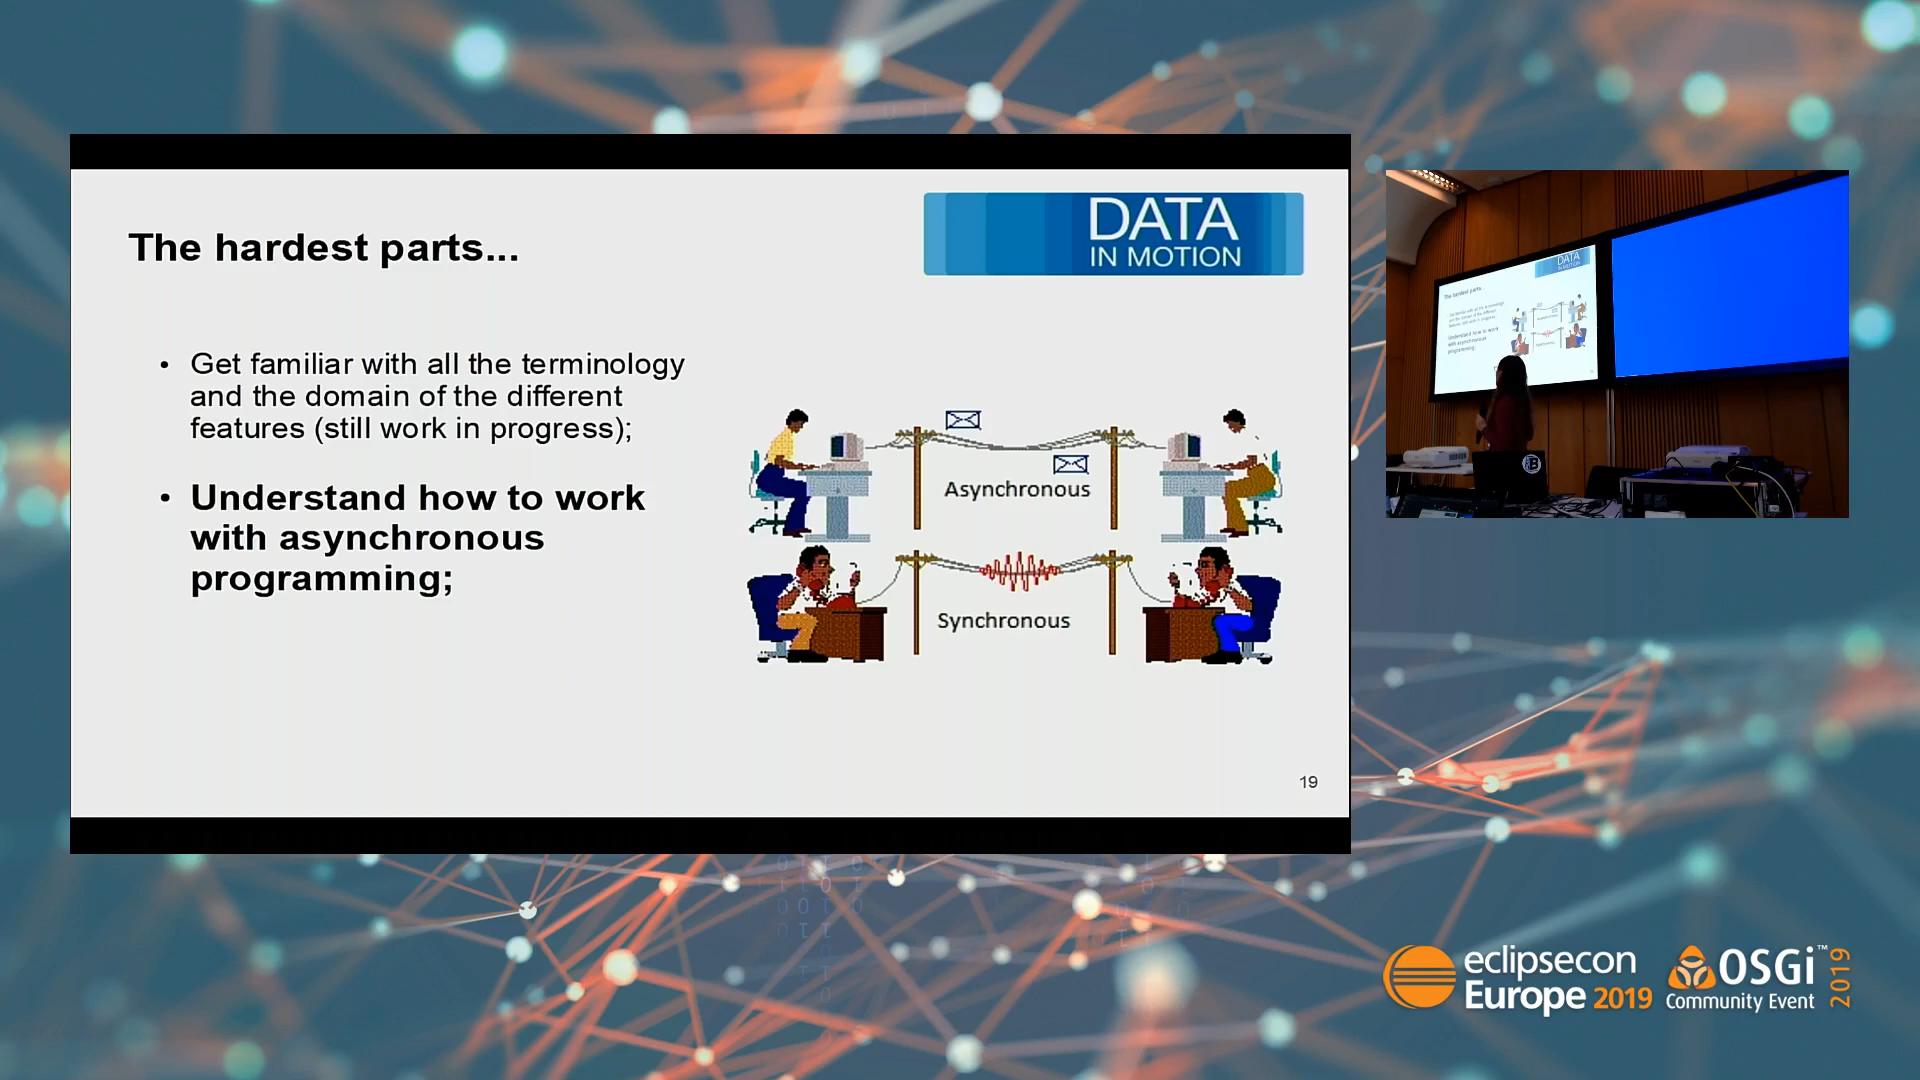 The hardest parts...
DATA
IN MOTION
• Get familiar with all the terminology
and the domain of the different
features (still work in progress);
• Understand how to work
with asynchronous
programming;
Asynchronous
Synchronous
19
eclipsecon
Europe 2019
OSGi™
Community Event
2019